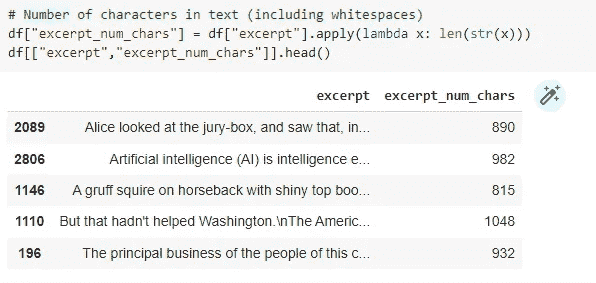 # Number of characters in text (including whitespaces)
df["excerpt_num_chars"] = df["excerpt"].apply(lambda x: len(str(x)))
df[["excerpt","excerpt_num_chars"]].head()
excerpt excerpt_num_chars
2089 Alice looked at the jury-box, and saw that, in... 890
2806 Artificial intelligence (AI) is intelligence e... 982
1146 A gruff squire on horseback with shiny top boo... 815
1110 But that hadn't helped Washington.\nThe Americ... 1048
196 The principal business of the people of this c... 932